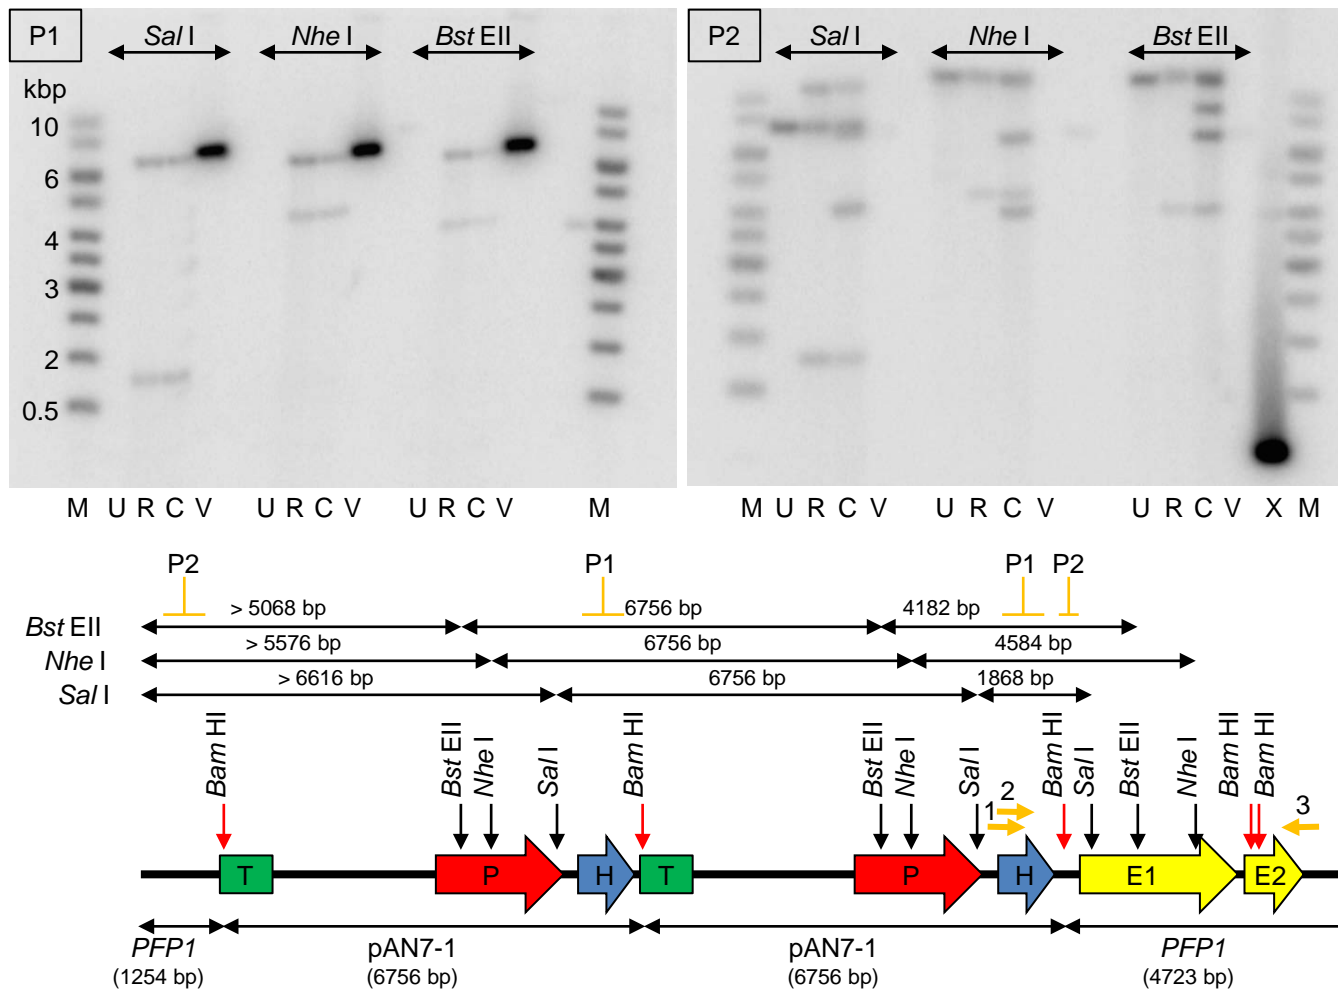 P1 Sal I Nhe I Bst EII
kbp
10
6
4
3
2
0.5
M U R C V U R C V U R C V M
P2 Sal I Nhe I Bst EII
M U R C V U R C V U R C V X M
P2 P1 P1 P2
Bst EII > 5068 bp 6756 bp 4182 bp
Nhe I > 5576 bp 6756 bp 4584 bp
Sal I > 6616 bp 6756 bp 1868 bp
Bam HI Bst EII Nhe I Sal I Bam HI Bst EII Nhe I Sal I Bam HI Sal I Bst EII Nhe I Bam HI Bam HI
1 2 3
T P H T P H E1 E2
PFP1 pAN7-1 pAN7-1 PFP1
(1254 bp) (6756 bp) (6756 bp) (4723 bp)